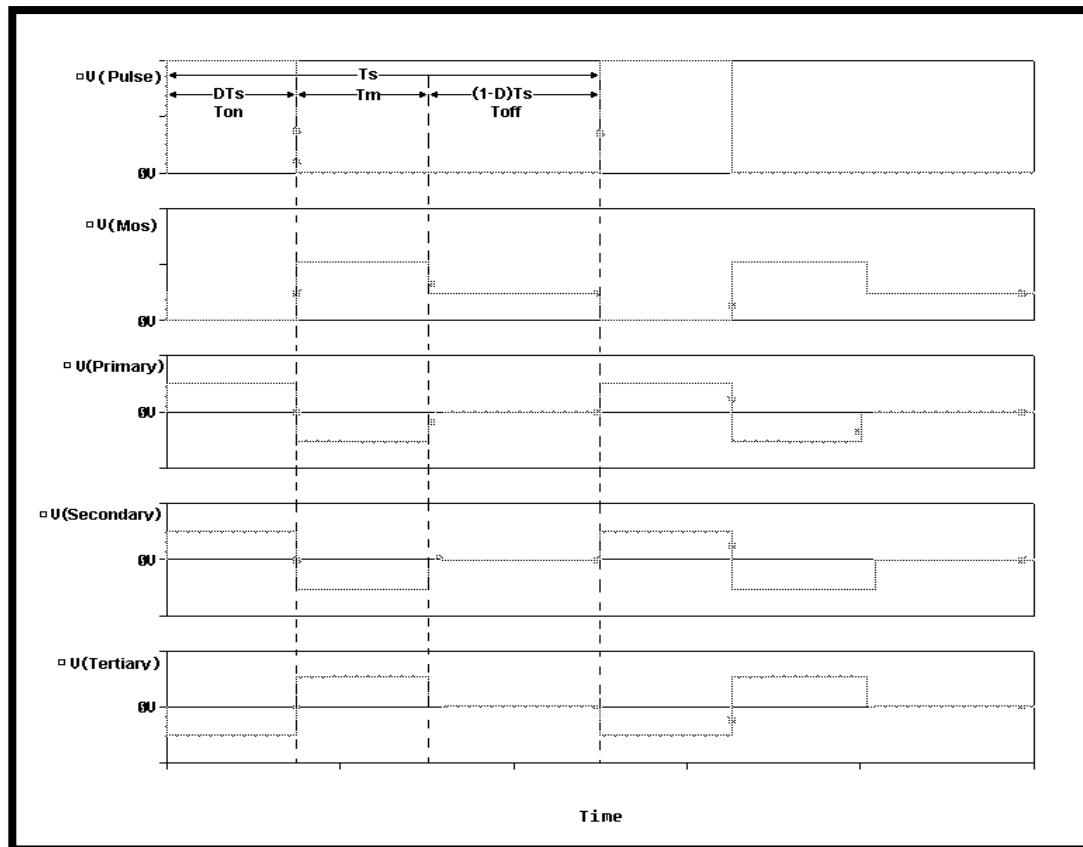 V(Pulse)
Ts
DTs Tm (1-D)Ts
Ton Toff
0V
V(Mos)
0V
V(Primary)
0V
V(Secondary)
0V
V(Tertiary)
0V
Time